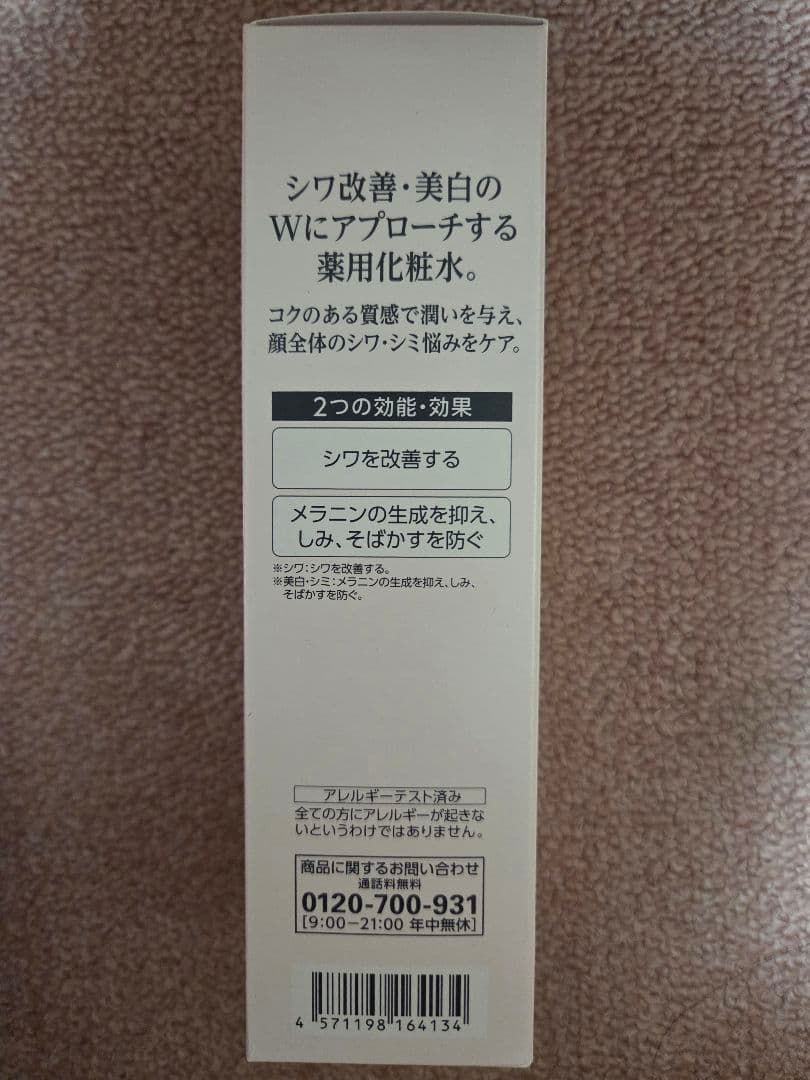 シワ改善・美白の
Wにアプローチする
薬用化粧水。
コクのある質感で潤いを与え、
顔全体のシワ・シミ悩みをケア。
2つの効能・効果
シワを改善する
メラニンの生成を抑え、
しみ、そばかすを防ぐ
※シワ:シワを改善する。
※美白・シミ:メラニンの生成を抑え、しみ、
そばかすを防ぐ。
アレルギーテスト済み
全ての方にアレルギーが起きな
いというわけではありません。
商品に関するお問い合わせ
通話料無料
0120-700-931
[9:00-21:00 年中無休]
4 571198 164134